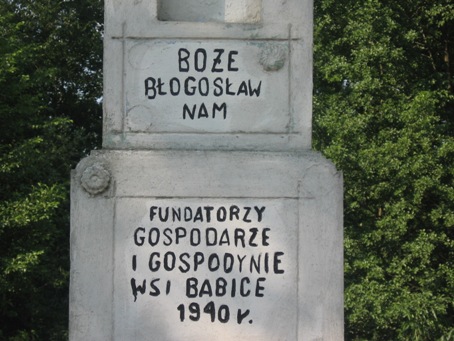 BOŻE
BŁOGOSŁAW
NAM
FUNDATORZY
GOSPODARZE
I GOSPODYNIE
WSI BABICE
1940 r.